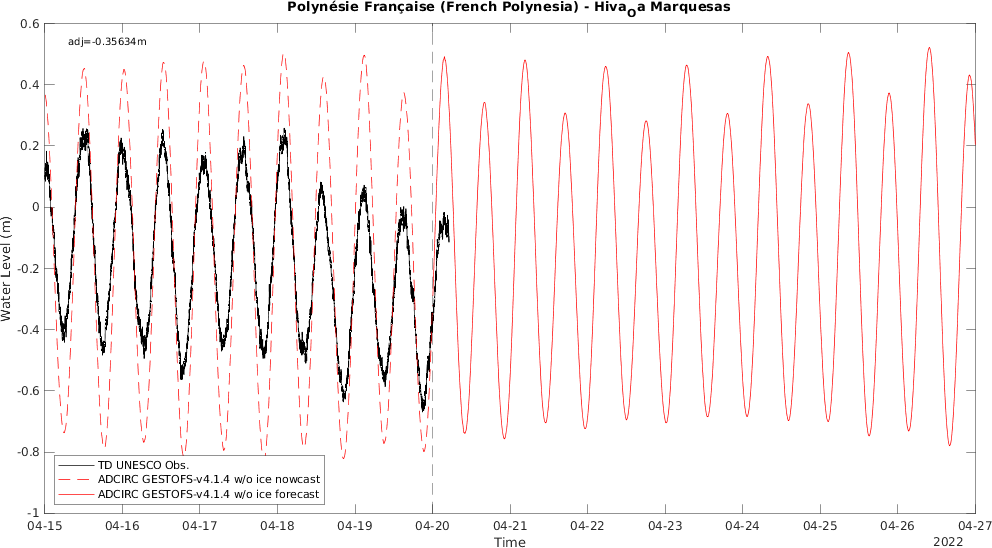 Polynésie Française (French Polynesia) - Hiva_Oa Marquesas
adj=-0.35634m
0.6
0.4
0.2
0
-0.2
-0.4
-0.6
-0.8
-1
Water Level (m)
TD UNESCO Obs.
ADCIRC GESTOFS-v4.1.4 w/o ice nowcast
ADCIRC GESTOFS-v4.1.4 w/o ice forecast
04-15 04-16 04-17 04-18 04-19 04-20 04-21 04-22 04-23 04-24 04-25 04-26 04-27
Time
2022